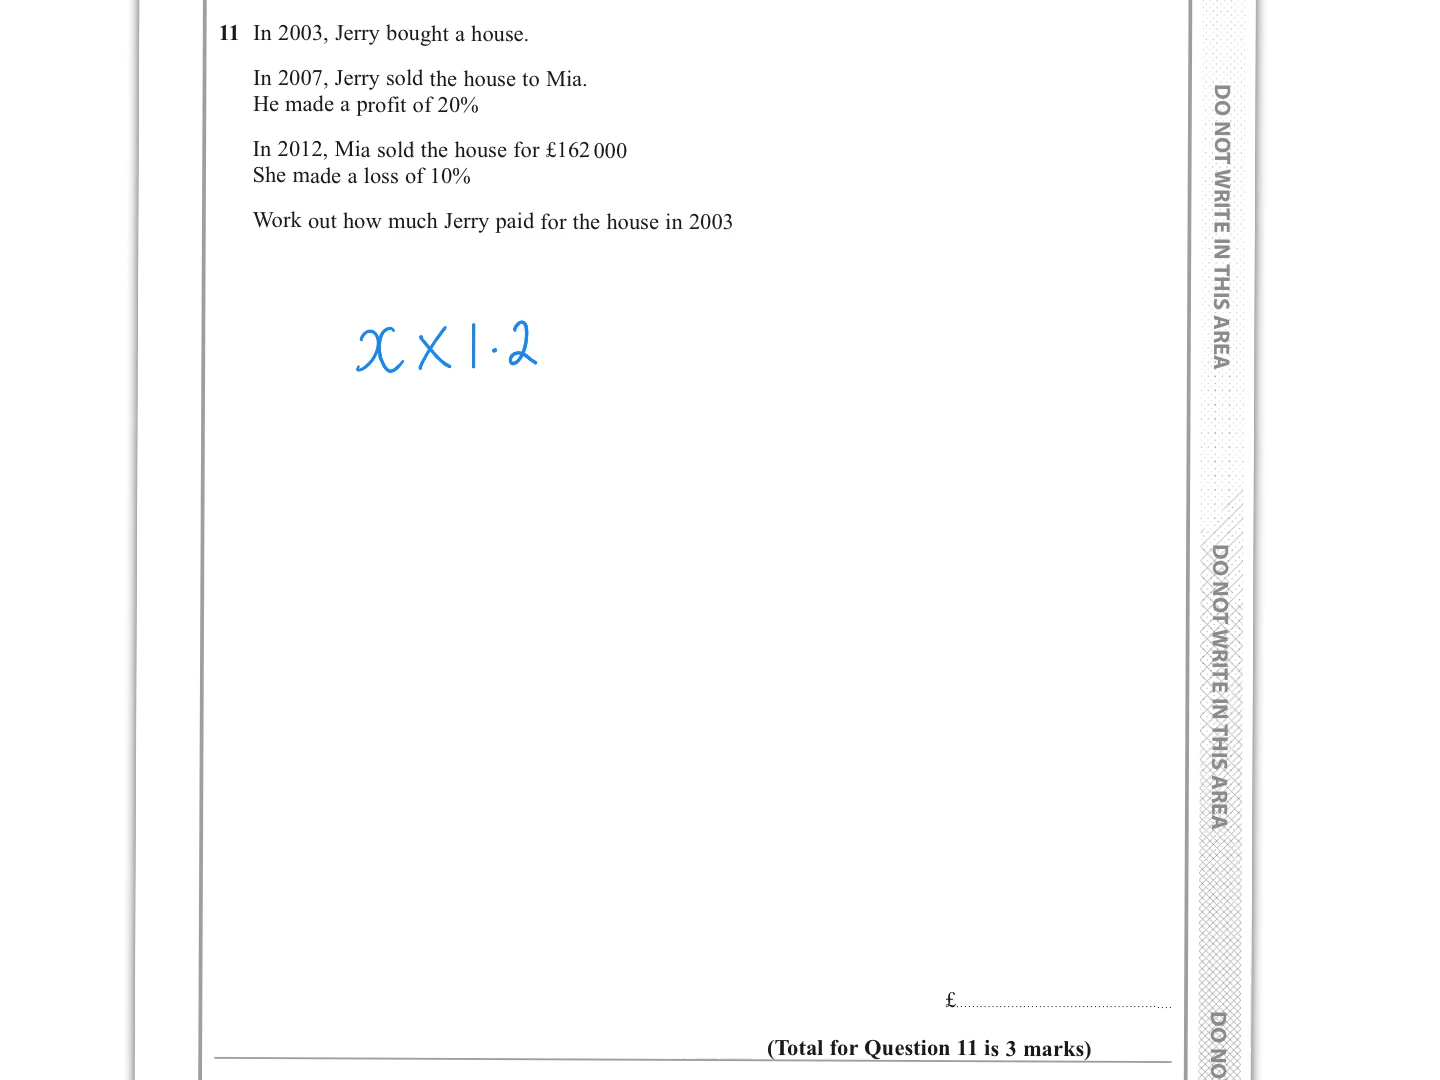 11 In 2003, Jerry bought a house.
In 2007, Jerry sold the house to Mia.
He made a profit of 20%
In 2012, Mia sold the house for £162 000
She made a loss of 10%
Work out how much Jerry paid for the house in 2003
x × 1·2
£
(Total for Question 11 is 3 marks)
DO NOT WRITE IN THIS AREA
DO NOT WRITE IN THIS AREA
DO NO